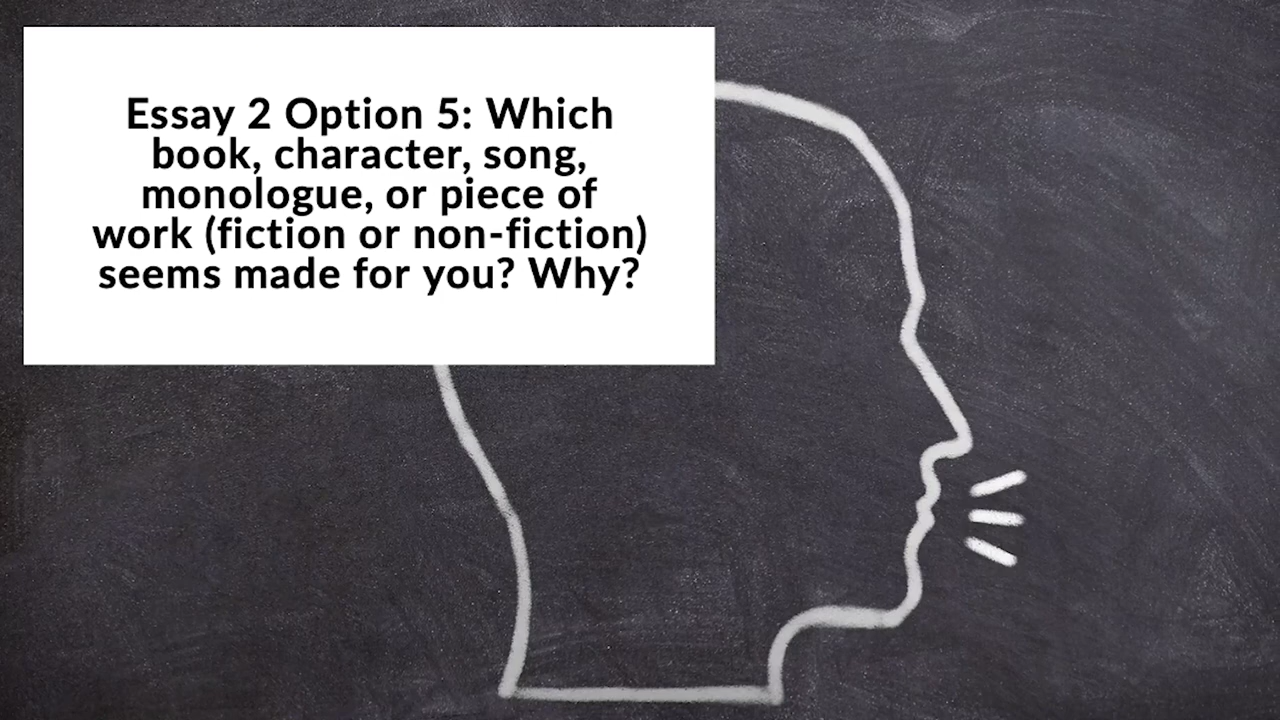 Essay 2 Option 5: Which
book, character, song,
monologue, or piece of
work (fiction or non-fiction)
seems made for you? Why?